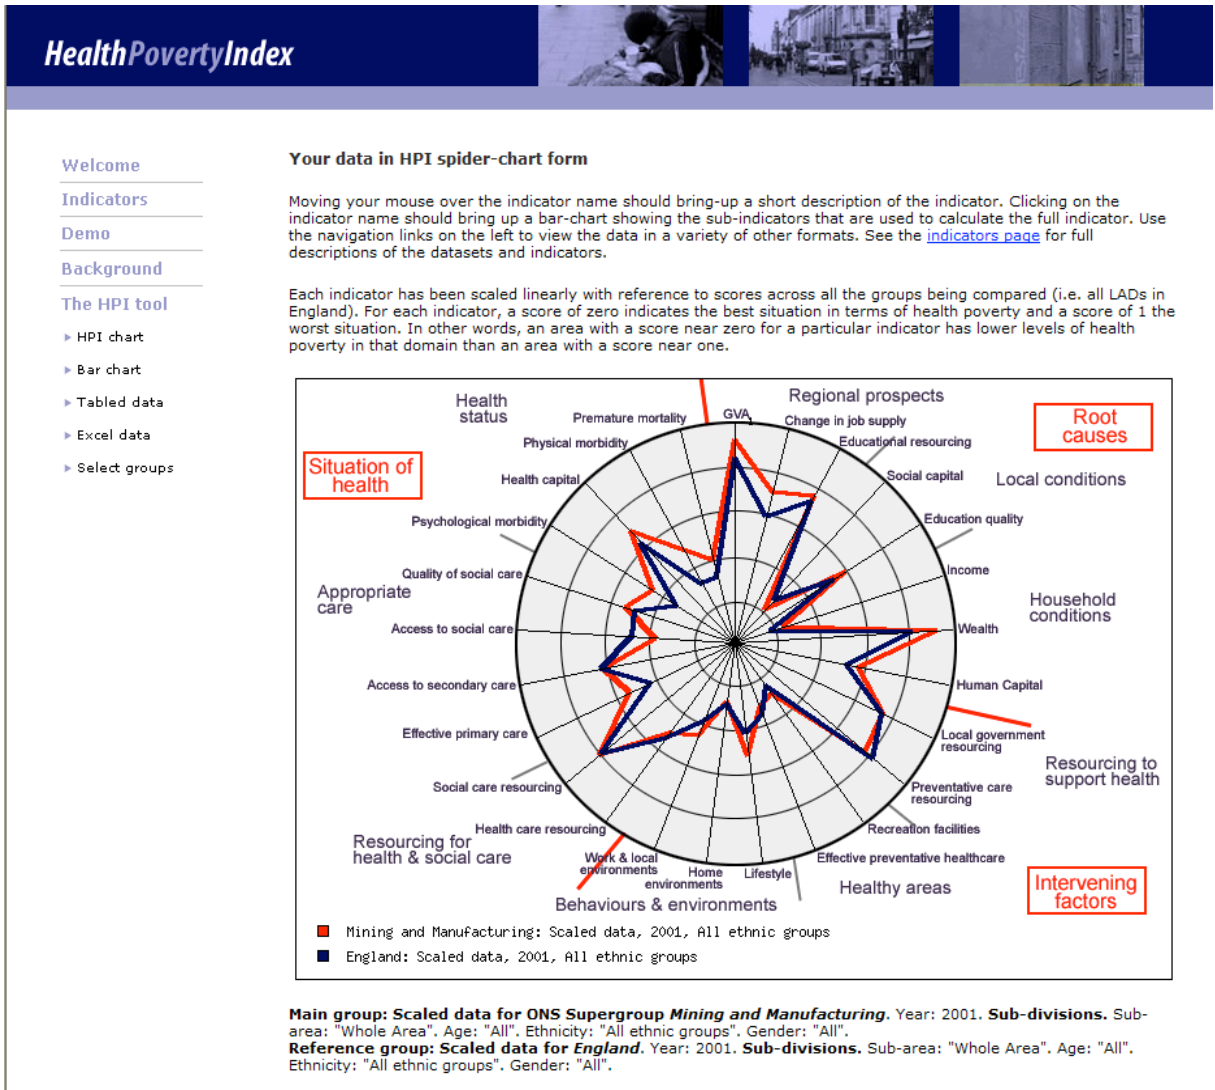 HealthPovertyIndex
Welcome
Indicators
Demo
Background
The HPI tool
HPI chart
Bar chart
Tabled data
Excel data
Select groups
Your data in HPI spider-chart form
Moving your mouse over the indicator name should bring-up a short description of the indicator. Clicking on the
indicator name should bring up a bar-chart showing the sub-indicators that are used to calculate the full indicator. Use
the navigation links on the left to view the data in a variety of other formats. See the indicators page for full
descriptions of the datasets and indicators.
Each indicator has been scaled linearly with reference to scores across all the groups being compared (i.e. all LADs in
England). For each indicator, a score of zero indicates the best situation in terms of health poverty and a score of 1 the
worst situation. In other words, an area with a score near zero for a particular indicator has lower levels of health
poverty in that domain than an area with a score near one.
Health
status
Regional prospects
Root
causes
Situation of
health
Local conditions
Appropriate
care
Household
conditions
Resourcing to
support health
Resourcing for
health & social care
Healthy areas
Intervening
factors
Behaviours & environments
GVA
1
Change in job supply
Educational resourcing
Social capital
Education quality
Income
Wealth
Human Capital
Local government
resourcing
Preventative care
resourcing
Recreation facilities
Effective preventative healthcare
Lifestyle
Home
environments
Work & local
environments
Health care resourcing
Social care resourcing
Effective primary care
Access to secondary care
Access to social care
Quality of social care
Psychological morbidity
Health capital
Physical morbidity
Premature mortality
Mining and Manufacturing: Scaled data, 2001, All ethnic groups
England: Scaled data, 2001, All ethnic groups
Main group: Scaled data for ONS Supergroup Mining and Manufacturing. Year: 2001. Sub-divisions. Sub-
area: "Whole Area". Age: "All". Ethnicity: "All ethnic groups". Gender: "All".
Reference group: Scaled data for England. Year: 2001. Sub-divisions. Sub-area: "Whole Area". Age: "All".
Ethnicity: "All ethnic groups". Gender: "All".